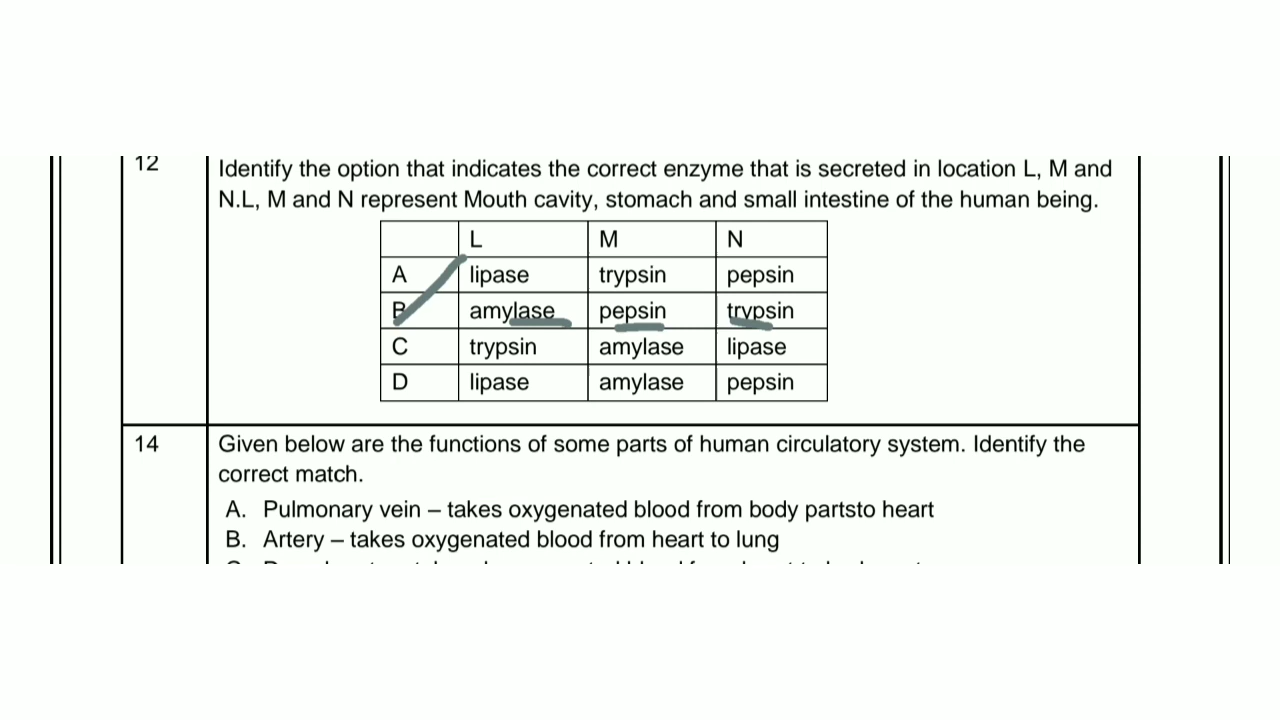 12
Identify the option that indicates the correct enzyme that is secreted in location L, M and
N.L, M and N represent Mouth cavity, stomach and small intestine of the human being.
L M N
A lipase trypsin pepsin
B amylase pepsin trypsin
C trypsin amylase lipase
D lipase amylase pepsin
14 Given below are the functions of some parts of human circulatory system. Identify the
correct match.
A. Pulmonary vein – takes oxygenated blood from body partsto heart
B. Artery – takes oxygenated blood from heart to lung